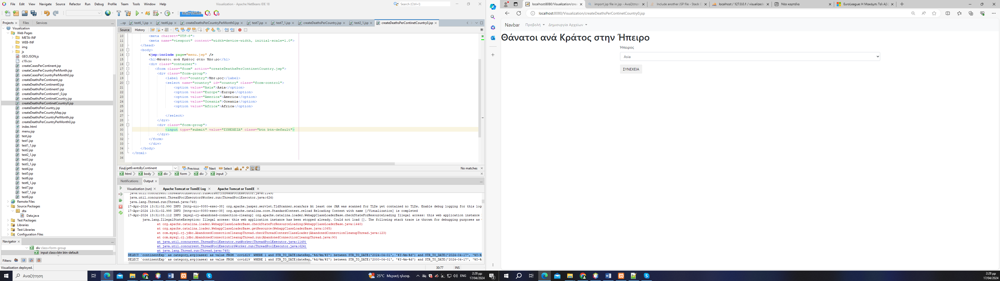 File Edit View Navigate Source Refactor Run Debug Profile Team Tools Window Help
Visualization - Apache NetBeans IDE 18
Search (Ctrl+I)
362,6/1266MB
Projects Files Services
Visualization
Web Pages
META-INF
WEB-INF
img
js
GEOJSON.js
c19.csv
createCasesPerContinent.jsp
createCasesPerCountryPerMonth.jsp
createCasesPerCountryPerMonth0.jsp
createDeathsPerContinent.jsp
createDeathsPerContinent0.jsp
createDeathsPerContinent1.jsp
createDeathsPerContinent1_0.jsp
createDeathsPerContinetCountry.jsp
createDeathsPerContinetCountry0.jsp
createDeathsPerCountry.jsp
createDeathsPerCountryMap.jsp
createDeathsPerCountryPerMonth.jsp
createDeathsPerCountryPerMonth0.jsp
index.html
menu.jsp
test.jsp
test1.jsp
test1_1.jsp
test2.jsp
test2_1.jsp
test3.jsp
test3_1.jsp
test4.jsp
test5.jsp
test6.jsp
test6_1.jsp
test7.jsp
test7_1.jsp
test8.jsp
Remote Files
Source Packages
dta
Data.java
Test Packages
Libraries
Test Libraries
Configuration Files
Navigator
div class=form-group
input class=btn btn-default
Filters:
Visualization deployed.
...sp test6_1.jsp test6.jsp createDeathsPerCountryPerMonth0.jsp test7.jsp test7_1.jsp createDeathsPerCountry.jsp test2_1.jsp createDeathsPerContinetCountry0.jsp
Source History
10 <meta charset="UTF-8">
11 <meta name="viewport" content="width=device-width, initial-scale=1.0">
12 </head>
13 <body>
14 <jsp:include page="menu.jsp" />
15 <h1>Θάνατοι ανά Κράτος στην Ήπειρο</h1>
16 <div class="container">
17 <form class="form" action="createDeathsPerContinetCountry.jsp">
18 <div class="form-group">
19 <label for="country">Ήπειρος</label>
20 <select name="country" id="country" class="form-control">
21 <option value="Asia">Asia</option>
22 <option value="Europe">Europe</option>
23 <option value="America">America</option>
24 <option value="Oceania">Oceania</option>
25 <option value="Africa">Africa</option>
26
27 </select>
28 </div>
29 <div class="form-group">
30 <input type="submit" value="ΣΥΝΕΧΕΙΑ" class="btn btn-default">
31 </div>
32 </form>
33 </div>
34 </body>
35 </html>
36
Find: getEventsByContinent Previous Next Select No matches
html body div form div input
Notifications Output
Visualization (run) Apache Tomcat or TomEE Log Apache Tomcat or TomEE
java.util.concurrent.ThreadPoolExecutor.runWorker(ThreadPoolExecutor.java:1149)
java.util.concurrent.ThreadPoolExecutor$Worker.run(ThreadPoolExecutor.java:624)
java.lang.Thread.run(Thread.java:748)
17-Apr-2024 13:31:02.990 INFO [http-nio-8080-exec-38] org.apache.jasper.servlet.TldScanner.scanJars At least one JAR was scanned for TLDs yet contained no TLDs. Enable debug logging for this log
17-Apr-2024 13:31:02.998 INFO [http-nio-8080-exec-38] org.apache.catalina.core.StandardContext.reload Reloading Context with name [/Visualization] is completed
17-Apr-2024 13:31:03.112 INFO [mysql-cj-abandoned-connection-cleanup] org.apache.catalina.loader.WebappClassLoaderBase.checkStateForResourceLoading Illegal access: this web application instance
java.lang.IllegalStateException: Illegal access: this web application instance has been stopped already. Could not load []. The following stack trace is thrown for debugging purposes as
at org.apache.catalina.loader.WebappClassLoaderBase.checkStateForResourceLoading(WebappClassLoaderBase.java:1440)
at org.apache.catalina.loader.WebappClassLoaderBase.getResource(WebappClassLoaderBase.java:1065)
at com.mysql.cj.jdbc.AbandonedConnectionCleanupThread.checkThreadContextClassLoader(AbandonedConnectionCleanupThread.java:123)
at com.mysql.cj.jdbc.AbandonedConnectionCleanupThread.run(AbandonedConnectionCleanupThread.java:90)
at java.util.concurrent.ThreadPoolExecutor.runWorker(ThreadPoolExecutor.java:1149)
at java.util.concurrent.ThreadPoolExecutor$Worker.run(ThreadPoolExecutor.java:624)
at java.lang.Thread.run(Thread.java:748)
SELECT `continentExp` as category,avg(cases) as value FROM `covid19` WHERE 1 and STR_TO_DATE(dateRep,'%d/%m/%Y') between STR_TO_DATE('2024-04-01', '%Y-%m-%d') and STR_TO_DATE('2024-04-17', '%Y-%
SELECT `continentExp` as category,avg(cases) as value FROM `covid19` WHERE 1 and STR_TO_DATE(dateRep,'%d/%m/%Y') between STR_TO_DATE('2000-04-01', '%Y-%m-%d') and STR_TO_DATE('2024-04-17', '%Y-%
30:77 INS
Αναζήτηση
25°C Μερική ηλιοφ. ENG 2:28 μμ 17/04/2024 2
localhost:8080/Visualization/crea import jsp file in jsp - Αναζήτησ Include another JSP file - Stack O localhost / 127.0.0.1 / visualizeda Νέα καρτέλα EuroLeague: Η Μακάμπι Τελ Αβί
localhost:8080/Visualization/createDeathsPerContinetCountry0.jsp
Navbar Προβολή Δημιουργία Αρχείων
Θάνατοι ανά Κράτος στην Ήπειρο
Ήπειρος
Asia
ΣΥΝΕΧΕΙΑ
2:28 μμ
17/04/2024